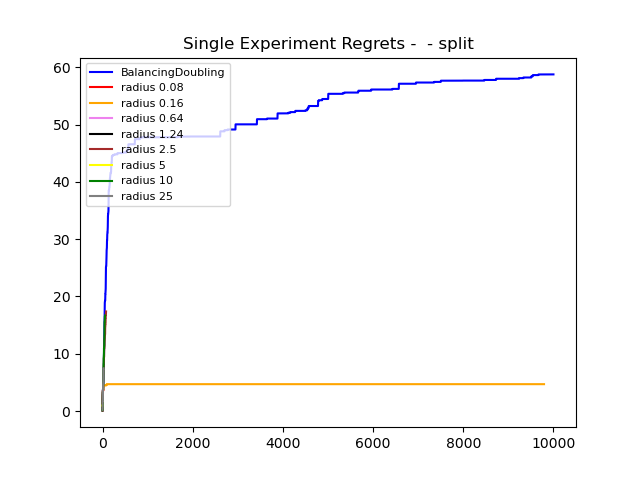 Single Experiment Regrets -  - split
60
50
40
30
20
10
0
BalancingDoubling
radius 0.08
radius 0.16
radius 0.64
radius 1.24
radius 2.5
radius 5
radius 10
radius 25
0 2000 4000 6000 8000 10000